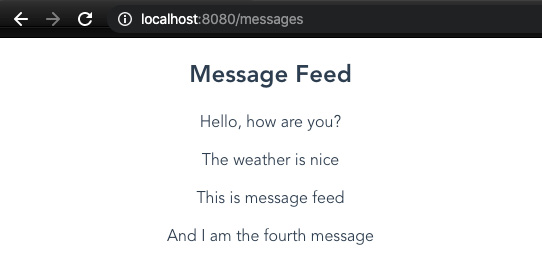 localhost:8080/messages
Message Feed
Hello, how are you?
The weather is nice
This is message feed
And I am the fourth message